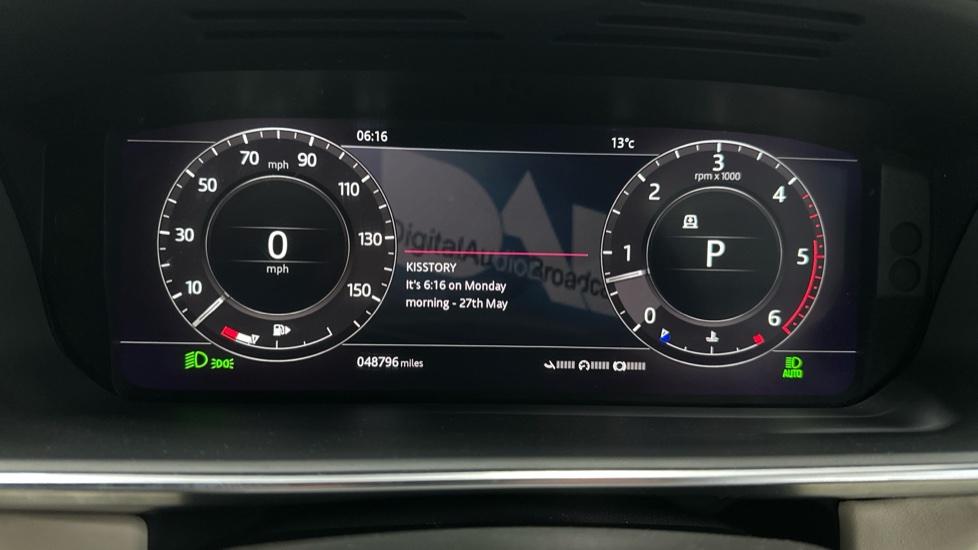 06:16
13°c
70 mph 90
50
110
30
130
10
150
0
mph
DigitalAudioBroadca
KISSTORY
It's 6:16 on Monday
morning - 27th May
3
rpm x 1000
2
4
1
5
0
6
P
048796 miles
AUTO